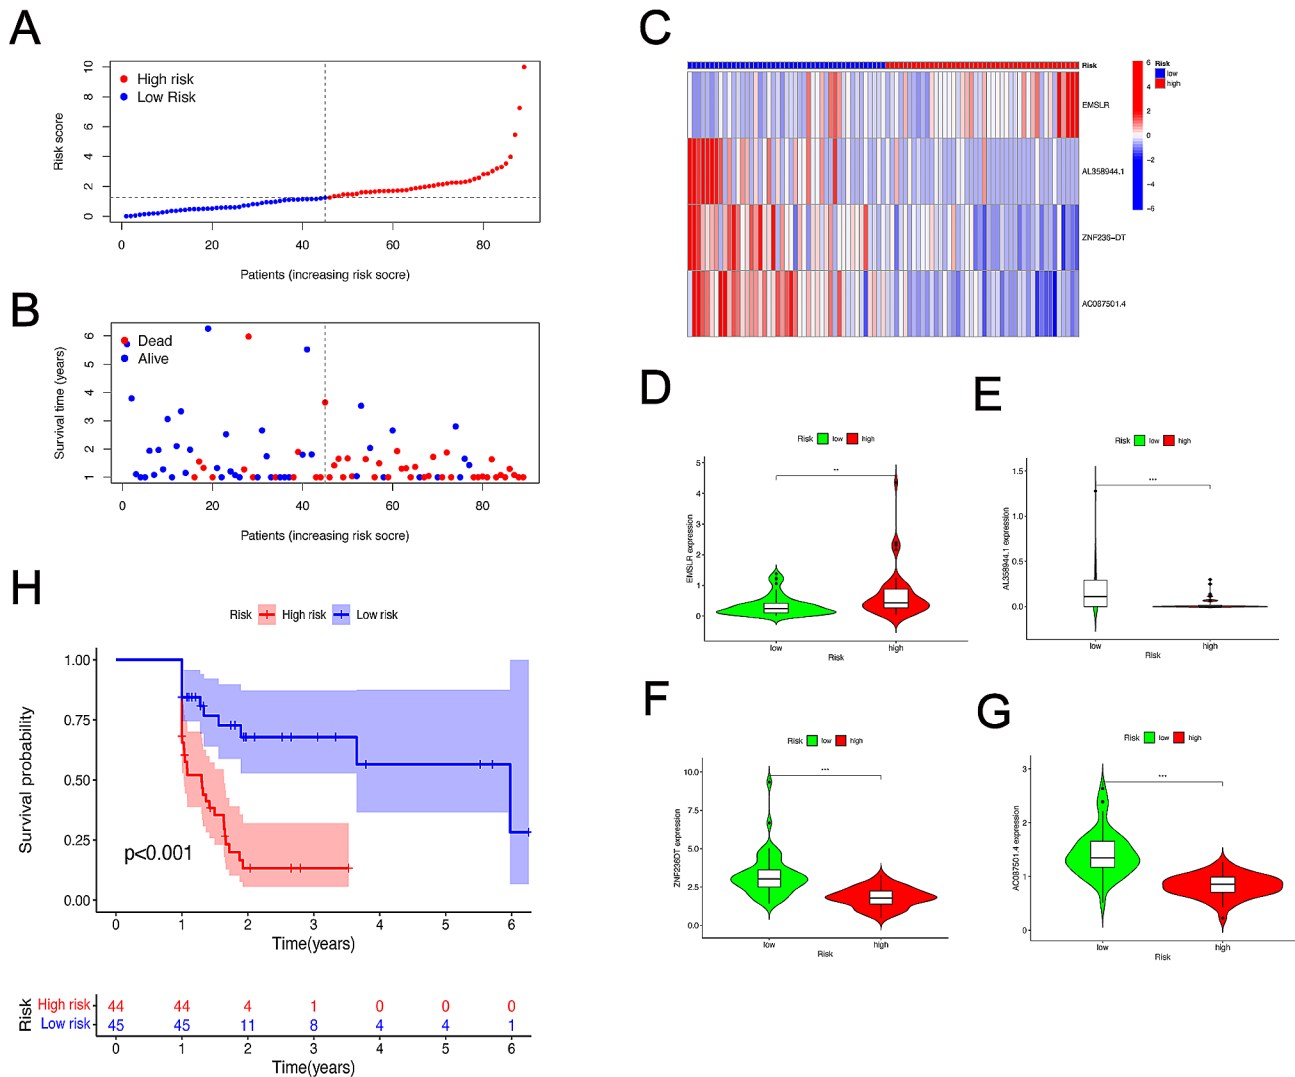 A
High risk
Low Risk
Risk score
10
8
6
4
2
0
0 20 40 60 80
Patients (increasing risk socre)
B
Dead
Alive
Survival time (years)
6
5
4
3
2
1
0 20 40 60 80
Patients (increasing risk socre)
C
Risk
EMSLR
AL358944.1
ZNF236-DT
AC087501.4
6
4
2
0
-2
-4
-6
Risk
low
high
D
Risk low high
EMSLR expression
5
4
3
2
1
0
**
low high
Risk
E
Risk low high
AL358944.1 expression
1.5
1.0
0.5
0.0
***
low high
Risk
F
Risk low high
ZNF236DT expression
10.0
7.5
5.0
2.5
0.0
***
low high
Risk
G
Risk low high
AC087501.4 expression
3
2
1
0
***
low high
Risk
H
Risk High risk Low risk
Survival probability
1.00
0.75
0.50
0.25
0.00
p<0.001
0 1 2 3 4 5 6
Time(years)
Risk
High risk 44 44 4 1 0 0 0
Low risk 45 45 11 8 4 4 1
0 1 2 3 4 5 6
Time(years)